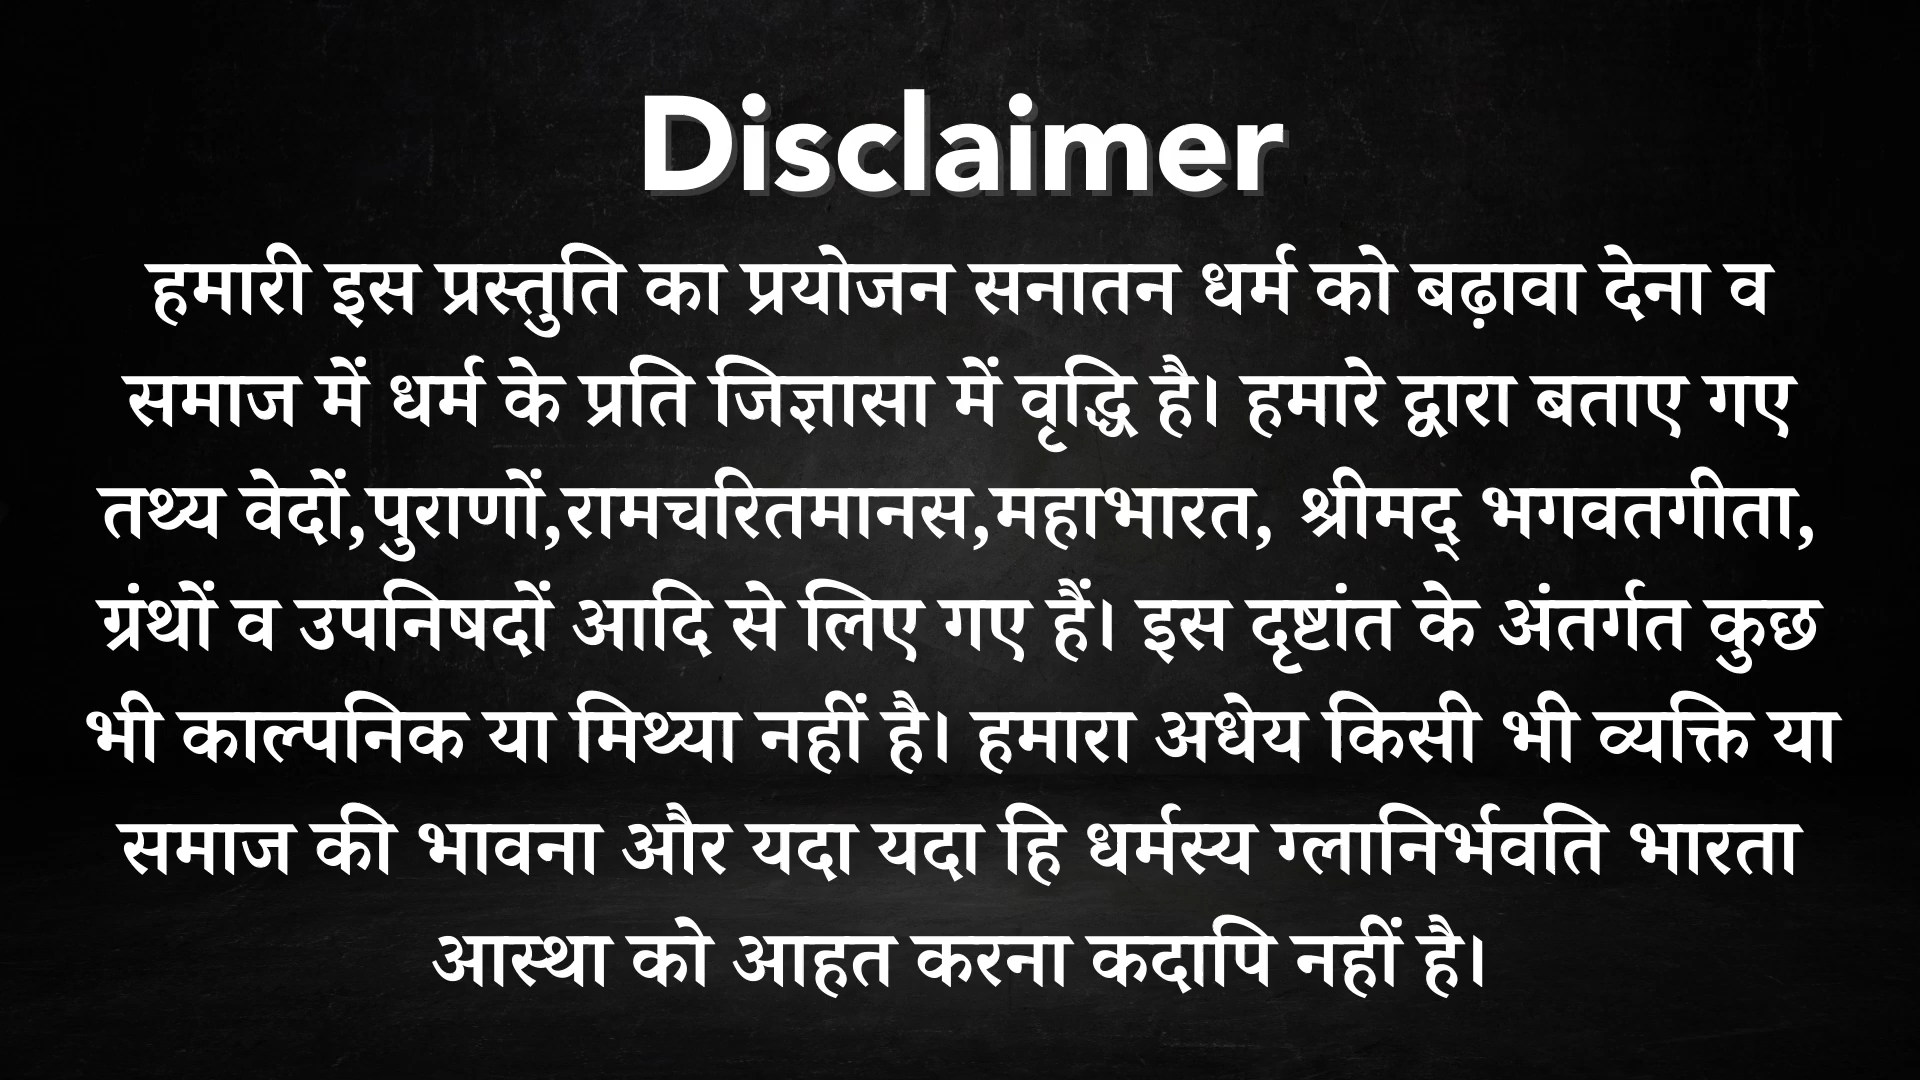 Disclaimer
हमारी इस प्रस्तुति का प्रयोजन सनातन धर्म को बढ़ावा देना व
समाज में धर्म के प्रति जिज्ञासा में वृद्धि है। हमारे द्वारा बताए गए
तथ्य वेदों,पुराणों,रामचरितमानस,महाभारत, श्रीमद् भगवतगीता,
ग्रंथों व उपनिषदों आदि से लिए गए हैं। इस दृष्टांत के अंतर्गत कुछ
भी काल्पनिक या मिथ्या नहीं है। हमारा अधेय किसी भी व्यक्ति या
समाज की भावना और यदा यदा हि धर्मस्य ग्लानिर्भवति भारता
आस्था को आहत करना कदापि नहीं है।